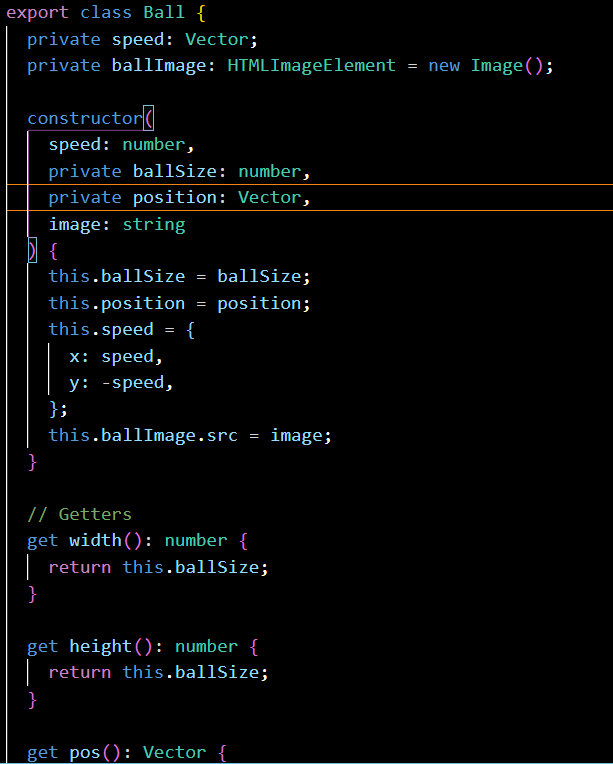 export class Ball {
  private speed: Vector;
  private ballImage: HTMLImageElement = new Image();

  constructor(
    speed: number,
    private ballSize: number,
    private position: Vector,
    image: string
  ) {
    this.ballSize = ballSize;
    this.position = position;
    this.speed = {
      x: speed,
      y: -speed,
    };
    this.ballImage.src = image;
  }

  // Getters
  get width(): number {
    return this.ballSize;
  }

  get height(): number {
    return this.ballSize;
  }

  get pos(): Vector {